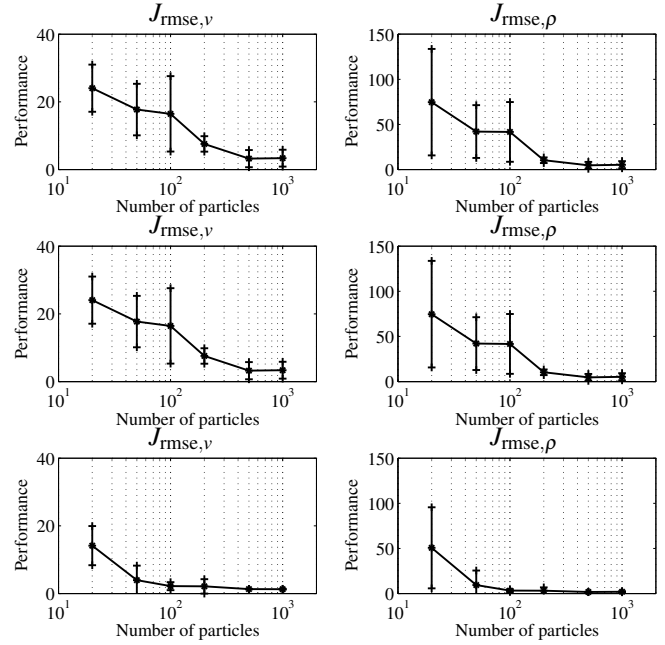 J_rmse,v
Performance
40
20
0
10^1 10^2 10^3
Number of particles
J_rmse,ρ
Performance
150
100
50
0
10^1 10^2 10^3
Number of particles
J_rmse,v
Performance
40
20
0
10^1 10^2 10^3
Number of particles
J_rmse,ρ
Performance
150
100
50
0
10^1 10^2 10^3
Number of particles
J_rmse,v
Performance
40
20
0
10^1 10^2 10^3
Number of particles
J_rmse,ρ
Performance
150
100
50
0
10^1 10^2 10^3
Number of particles